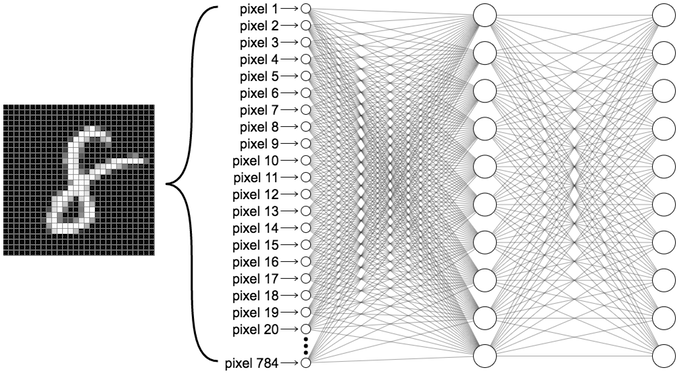 pixel 1
pixel 2
pixel 3
pixel 4
pixel 5
pixel 6
pixel 7
pixel 8
pixel 9
pixel 10
pixel 11
pixel 12
pixel 13
pixel 14
pixel 15
pixel 16
pixel 17
pixel 18
pixel 19
pixel 20
pixel 784